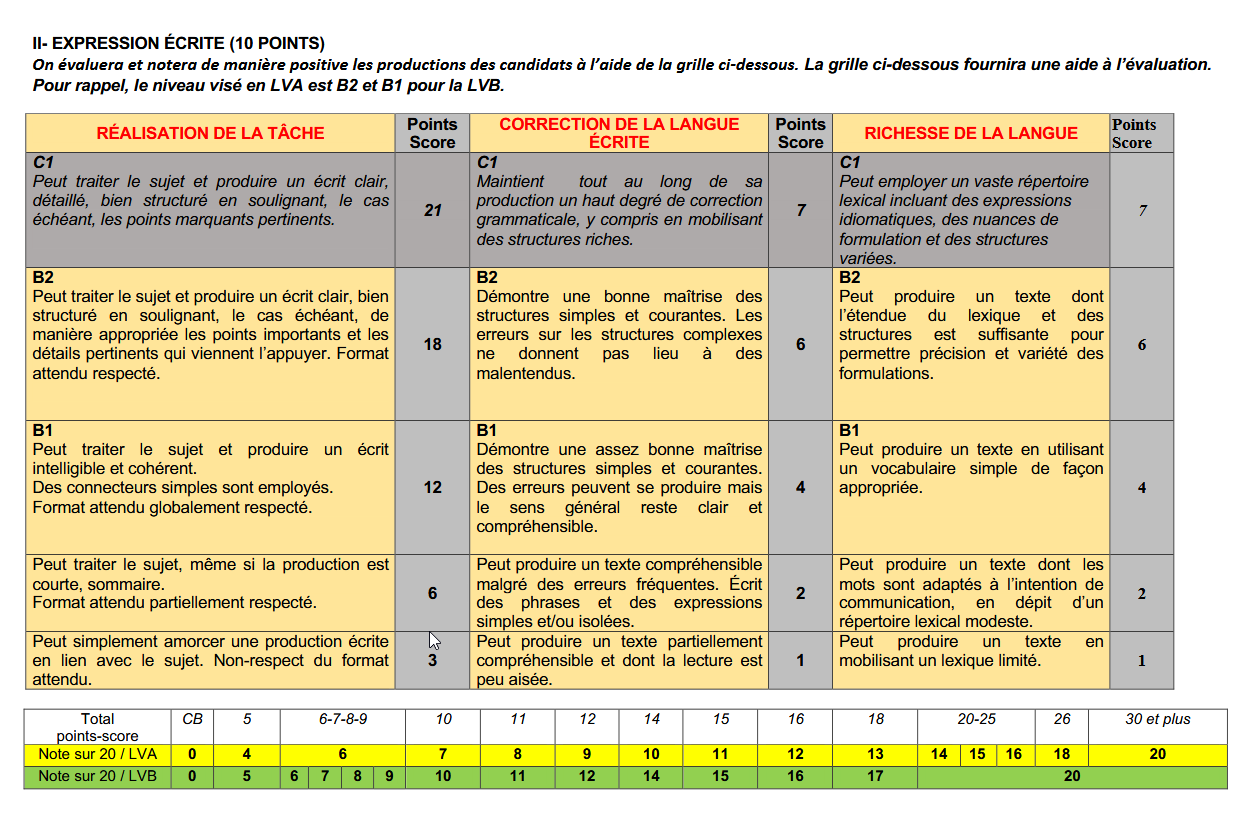 II- EXPRESSION ÉCRITE (10 POINTS)
On évaluera et notera de manière positive les productions des candidats à l’aide de la grille ci-dessous. La grille ci-dessous fournira une aide à l’évaluation.
Pour rappel, le niveau visé en LVA est B2 et B1 pour la LVB.
RÉALISATION DE LA TÂCHE
Points
Score
CORRECTION DE LA LANGUE
ÉCRITE
Points
Score
RICHESSE DE LA LANGUE
Points
Score
C1
Peut traiter le sujet et produire un écrit clair,
détaillé, bien structuré en soulignant, le cas
échéant, les points marquants pertinents.
21
C1
Maintient tout au long de sa
production un haut degré de correction
grammaticale, y compris en mobilisant
des structures riches.
7
C1
Peut employer un vaste répertoire
lexical incluant des expressions
idiomatiques, des nuances de
formulation et des structures
variées.
7
B2
Peut traiter le sujet et produire un écrit clair, bien
structuré en soulignant, le cas échéant, de
manière appropriée les points importants et les
détails pertinents qui viennent l’appuyer. Format
attendu respecté.
18
B2
Démontre une bonne maîtrise des
structures simples et courantes. Les
erreurs sur les structures complexes
ne donnent pas lieu à des
malentendus.
6
B2
Peut produire un texte dont
l’étendue du lexique et des
structures est suffisante pour
permettre précision et variété des
formulations.
6
B1
Peut traiter le sujet et produire un écrit
intelligible et cohérent.
Des connecteurs simples sont employés.
Format attendu globalement respecté.
12
B1
Démontre une assez bonne maîtrise
des structures simples et courantes.
Des erreurs peuvent se produire mais
le sens général reste clair et
compréhensible.
4
B1
Peut produire un texte en utilisant
un vocabulaire simple de façon
appropriée.
4
Peut traiter le sujet, même si la production est
courte, sommaire.
Format attendu partiellement respecté.
6
Peut produire un texte compréhensible
malgré des erreurs fréquentes. Écrit
des phrases et des expressions
simples et/ou isolées.
2
Peut produire un texte dont les
mots sont adaptés à l’intention de
communication, en dépit d’un
répertoire lexical modeste.
2
Peut simplement amorcer une production écrite
en lien avec le sujet. Non-respect du format
attendu.
3
Peut produire un texte partiellement
compréhensible et dont la lecture est
peu aisée.
1
Peut produire un texte en
mobilisant un lexique limité.
1
Total
points-score
CB 5 6-7-8-9 10 11 12 14 15 16 18 20-25 26 30 et plus
Note sur 20 / LVA 0 4 6 7 8 9 10 11 12 13 14 15 16 18 20
Note sur 20 / LVB 0 5 6 7 8 9 10 11 12 14 15 16 17 20